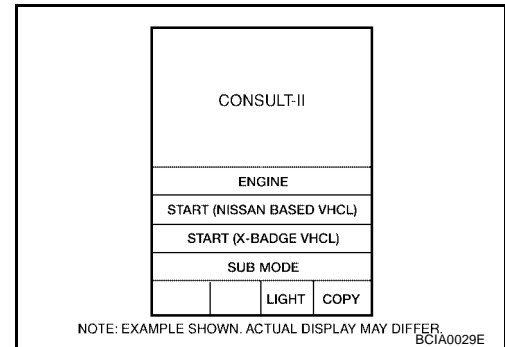 CONSULT-II
ENGINE
START (NISSAN BASED VHCL)
START (X-BADGE VHCL)
SUB MODE
LIGHT COPY
NOTE: EXAMPLE SHOWN. ACTUAL DISPLAY MAY DIFFER.
BCIA0029E